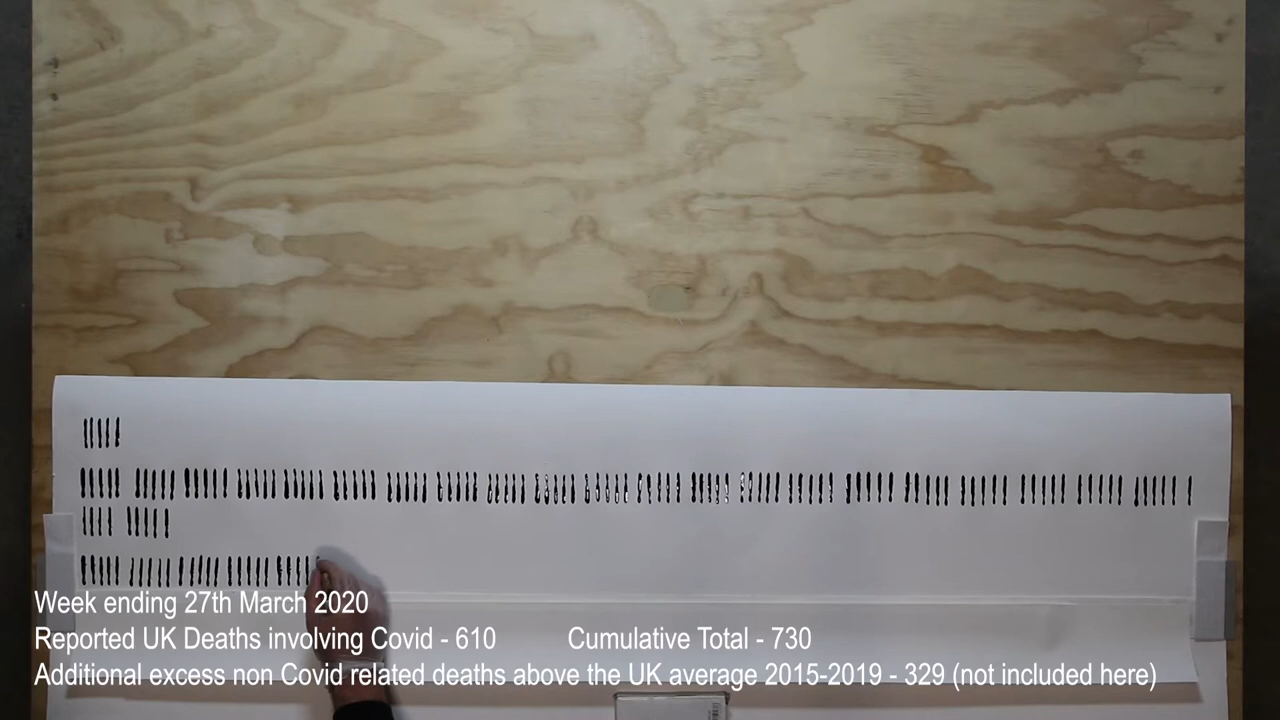 Week ending 27th March 2020
Reported UK Deaths involving Covid - 610 Cumulative Total - 730
Additional excess non Covid related deaths above the UK average 2015-2019 - 329 (not included here)